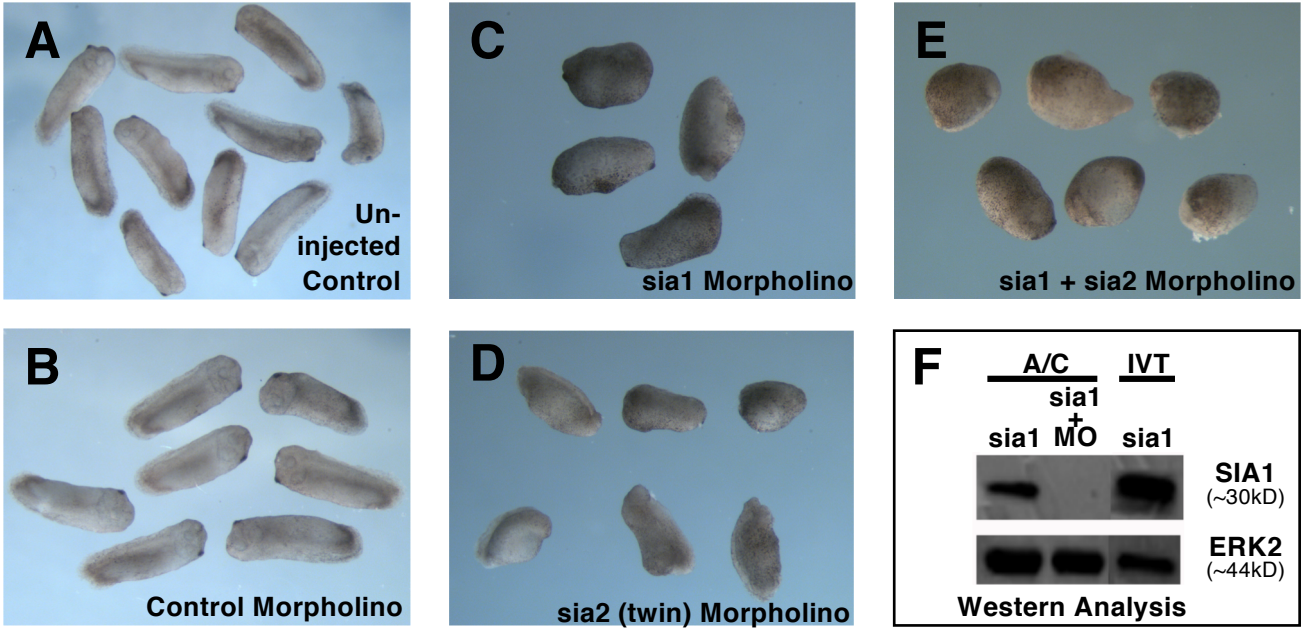 A
Un-
injected
Control
B
Control Morpholino
C
sia1 Morpholino
D
sia2 (twin) Morpholino
E
sia1 + sia2 Morpholino
F
A/C IVT
sia1
+
sia1 MO sia1
SIA1
(~30kD)
ERK2
(~44kD)
Western Analysis